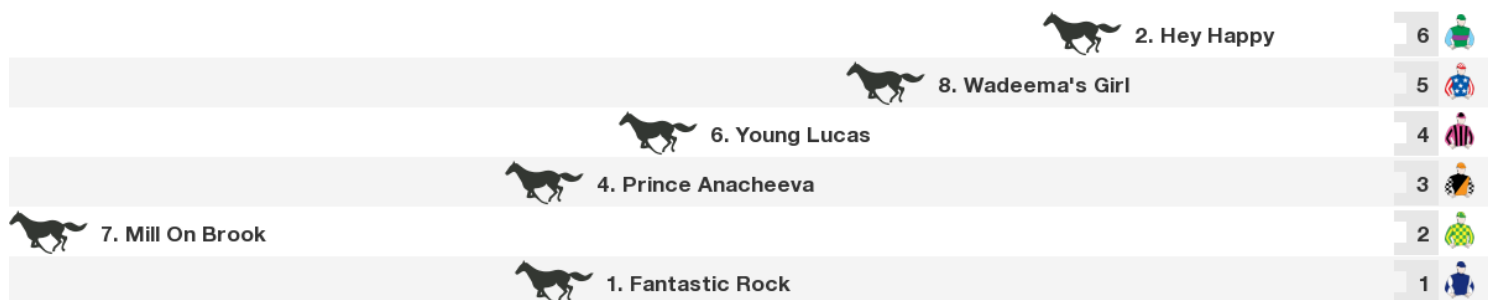 2. Hey Happy 6
8. Wadeema's Girl 5
6. Young Lucas 4
4. Prince Anacheeva 3
7. Mill On Brook 2
1. Fantastic Rock 1